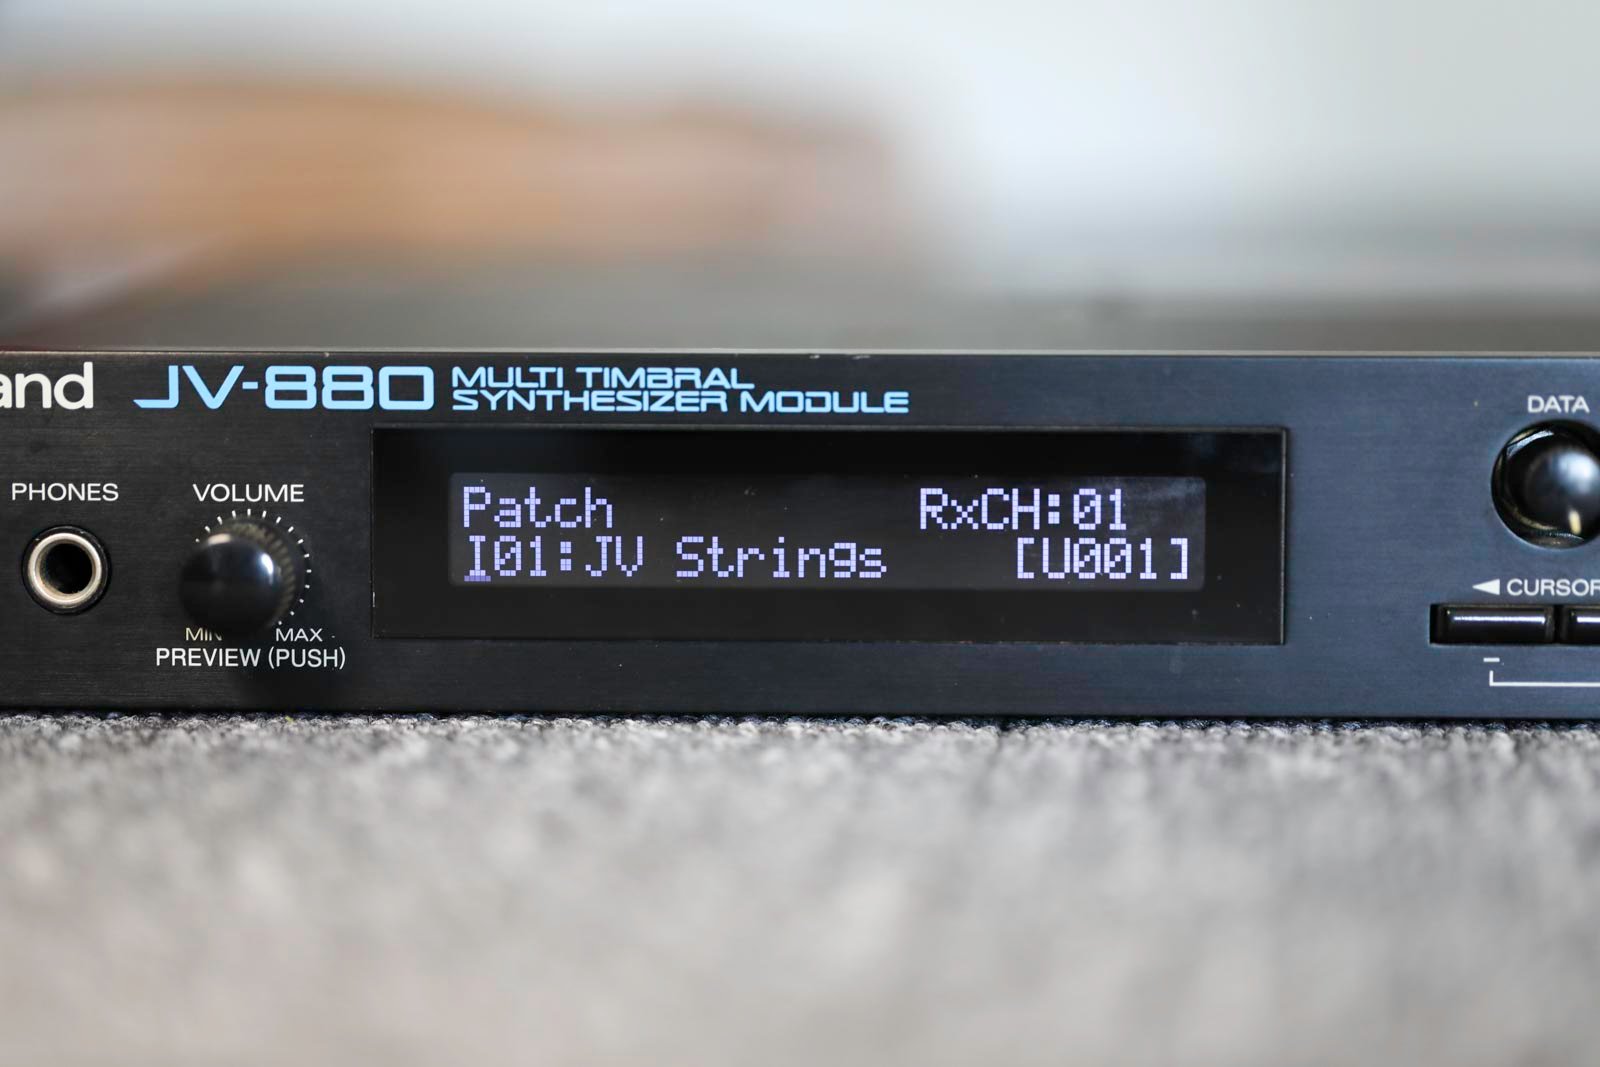 and JV-880 MULTI TIMBRAL
SYNTHESIZER MODULE
DATA
PHONES
VOLUME
Patch RxCH:01
I01:JV Strings [U001]
◀ CURSOR
MIN MAX
PREVIEW (PUSH)